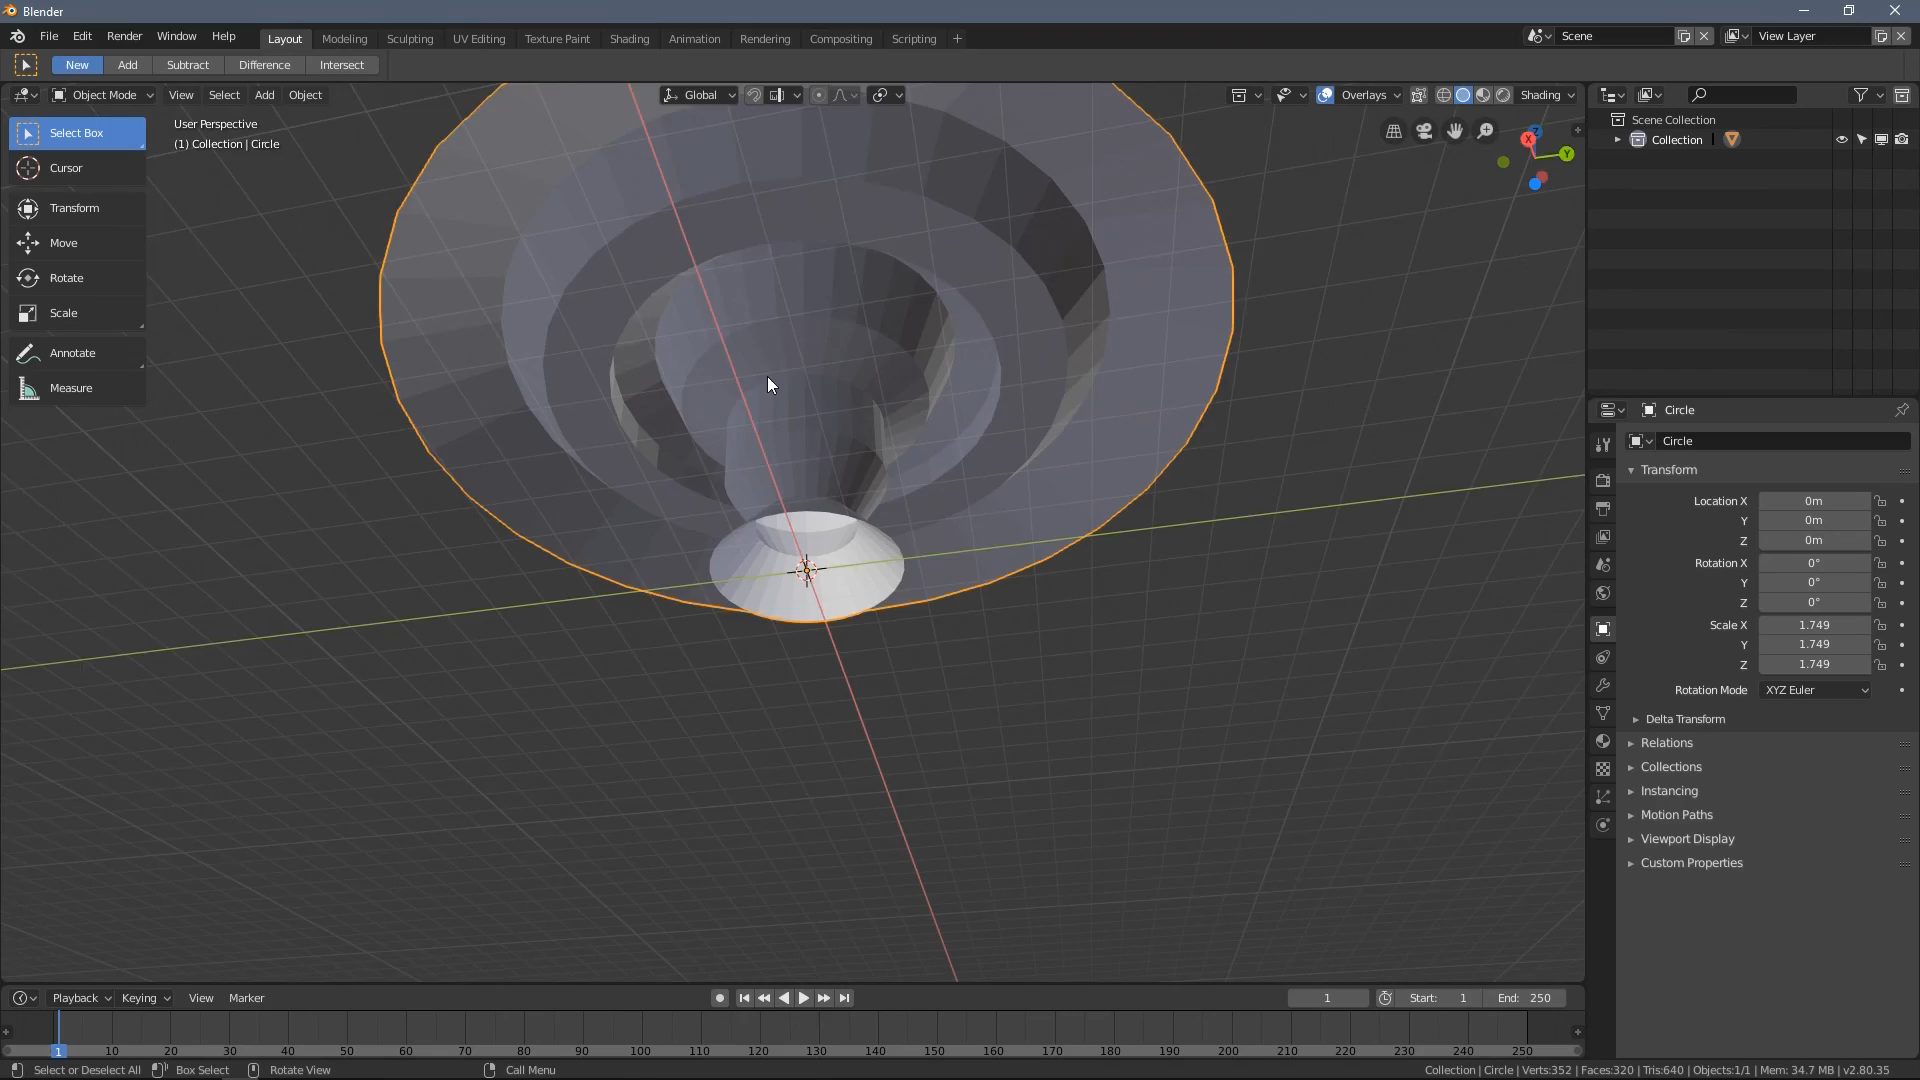 Blender
File Edit Render Window Help Layout Modeling Sculpting UV Editing Texture Paint Shading Animation Rendering Compositing Scripting + Scene View Layer
New Add Subtract Difference Intersect
Object Mode View Select Add Object Global Overlays Shading
User Perspective
(1) Collection | Circle
Select Box
Cursor
Transform
Move
Rotate
Scale
Annotate
Measure
X Y Z
Scene Collection
Collection
Circle
Circle
Transform
Location X 0m
Y 0m
Z 0m
Rotation X 0°
Y 0°
Z 0°
Scale X 1.749
Y 1.749
Z 1.749
Rotation Mode XYZ Euler
Delta Transform
Relations
Collections
Instancing
Motion Paths
Viewport Display
Custom Properties
Playback Keying View Marker 1 Start: 1 End: 250
1 10 20 30 40 50 60 70 80 90 100 110 120 130 140 150 160 170 180 190 200 210 220 230 240 250
Select or Deselect All Box Select Rotate View Call Menu Collection | Circle | Verts:352 | Faces:320 | Tris:640 | Objects:1/1 | Mem: 34.7 MB | v2.80.35